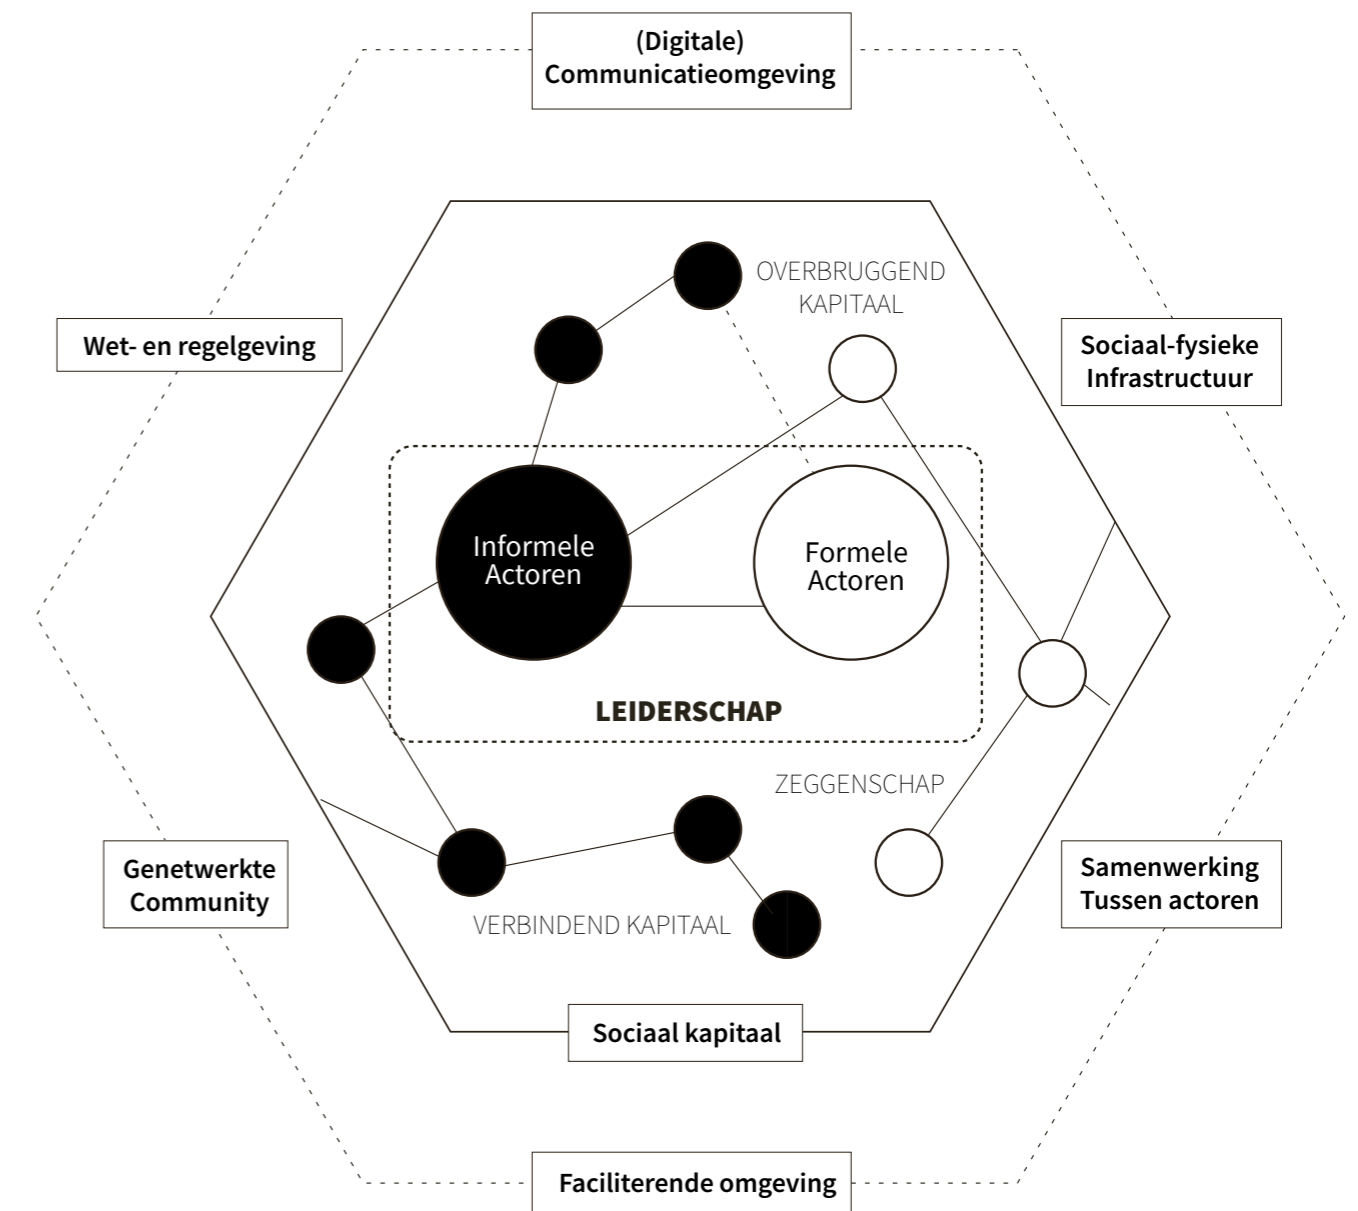 (Digitale)
Communicatieomgeving
OVERBRUGGEND
KAPITAAL
Wet- en regelgeving
Sociaal-fysieke
Infrastructuur
Informele
Actoren
Formele
Actoren
LEIDERSCHAP
ZEGGENSCHAP
Genetwerkte
Community
Samenwerking
Tussen actoren
VERBINDEND KAPITAAL
Sociaal kapitaal
Faciliterende omgeving